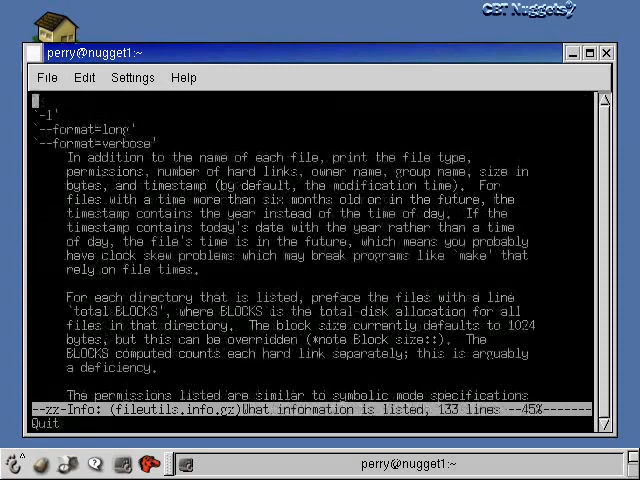 CBT Nuggets
perry@nugget1:~
File Edit Settings Help
`-l'
`--format=long'
`--format=verbose'
In addition to the name of each file, print the file type,
permissions, number of hard links, owner name, group name, size in
bytes, and timestamp (by default, the modification time).  For
files with a time more than six months old or in the future, the
timestamp contains the year instead of the time of day.  If the
timestamp contains today's date with the year rather than a time
of day, the file's time is in the future, which means you probably
have clock skew problems which may break programs like `make' that
rely on file times.
For each directory that is listed, preface the files with a line
`total BLOCKS', where BLOCKS is the total disk allocation for all
files in that directory.  The block size currently defaults to 1024
bytes, but this can be overridden (*note Block size::).  The
BLOCKS computed counts each hard link separately; this is arguably
a deficiency.
The permissions listed are similar to symbolic mode specifications
--zz-Info: (fileutils.info.gz)What information is listed, 133 lines --45%-------
Quit
perry@nugget1:~